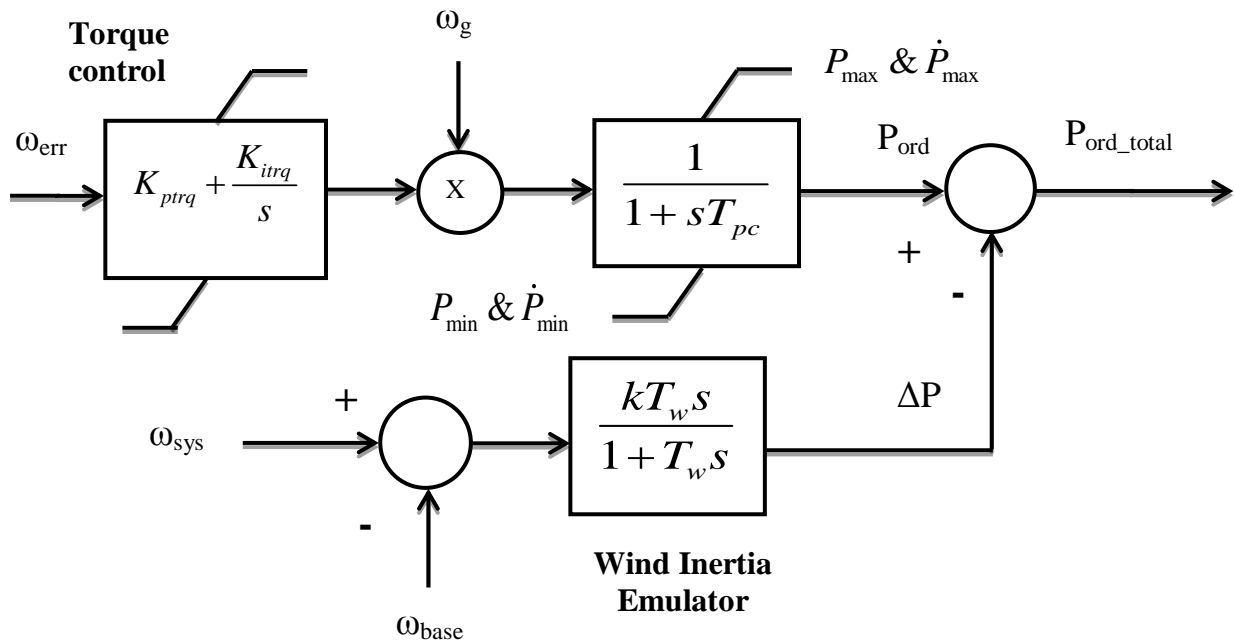 Torque
control
ω_g
P_max & Ṗ_max
ω_err
K_ptrq + K_itrq / s
X
1 / (1 + sT_pc)
P_ord
P_ord_total
+
-
P_min & Ṗ_min
+
ω_sys
kT_w s / (1 + T_w s)
ΔP
-
Wind Inertia
Emulator
ω_base